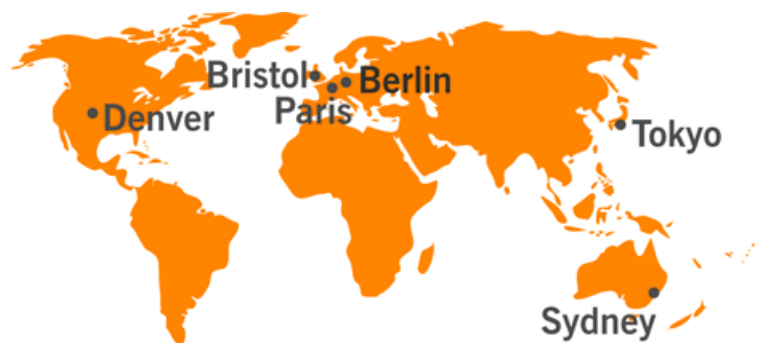 Bristol
Berlin
Paris
Denver
Tokyo
Sydney